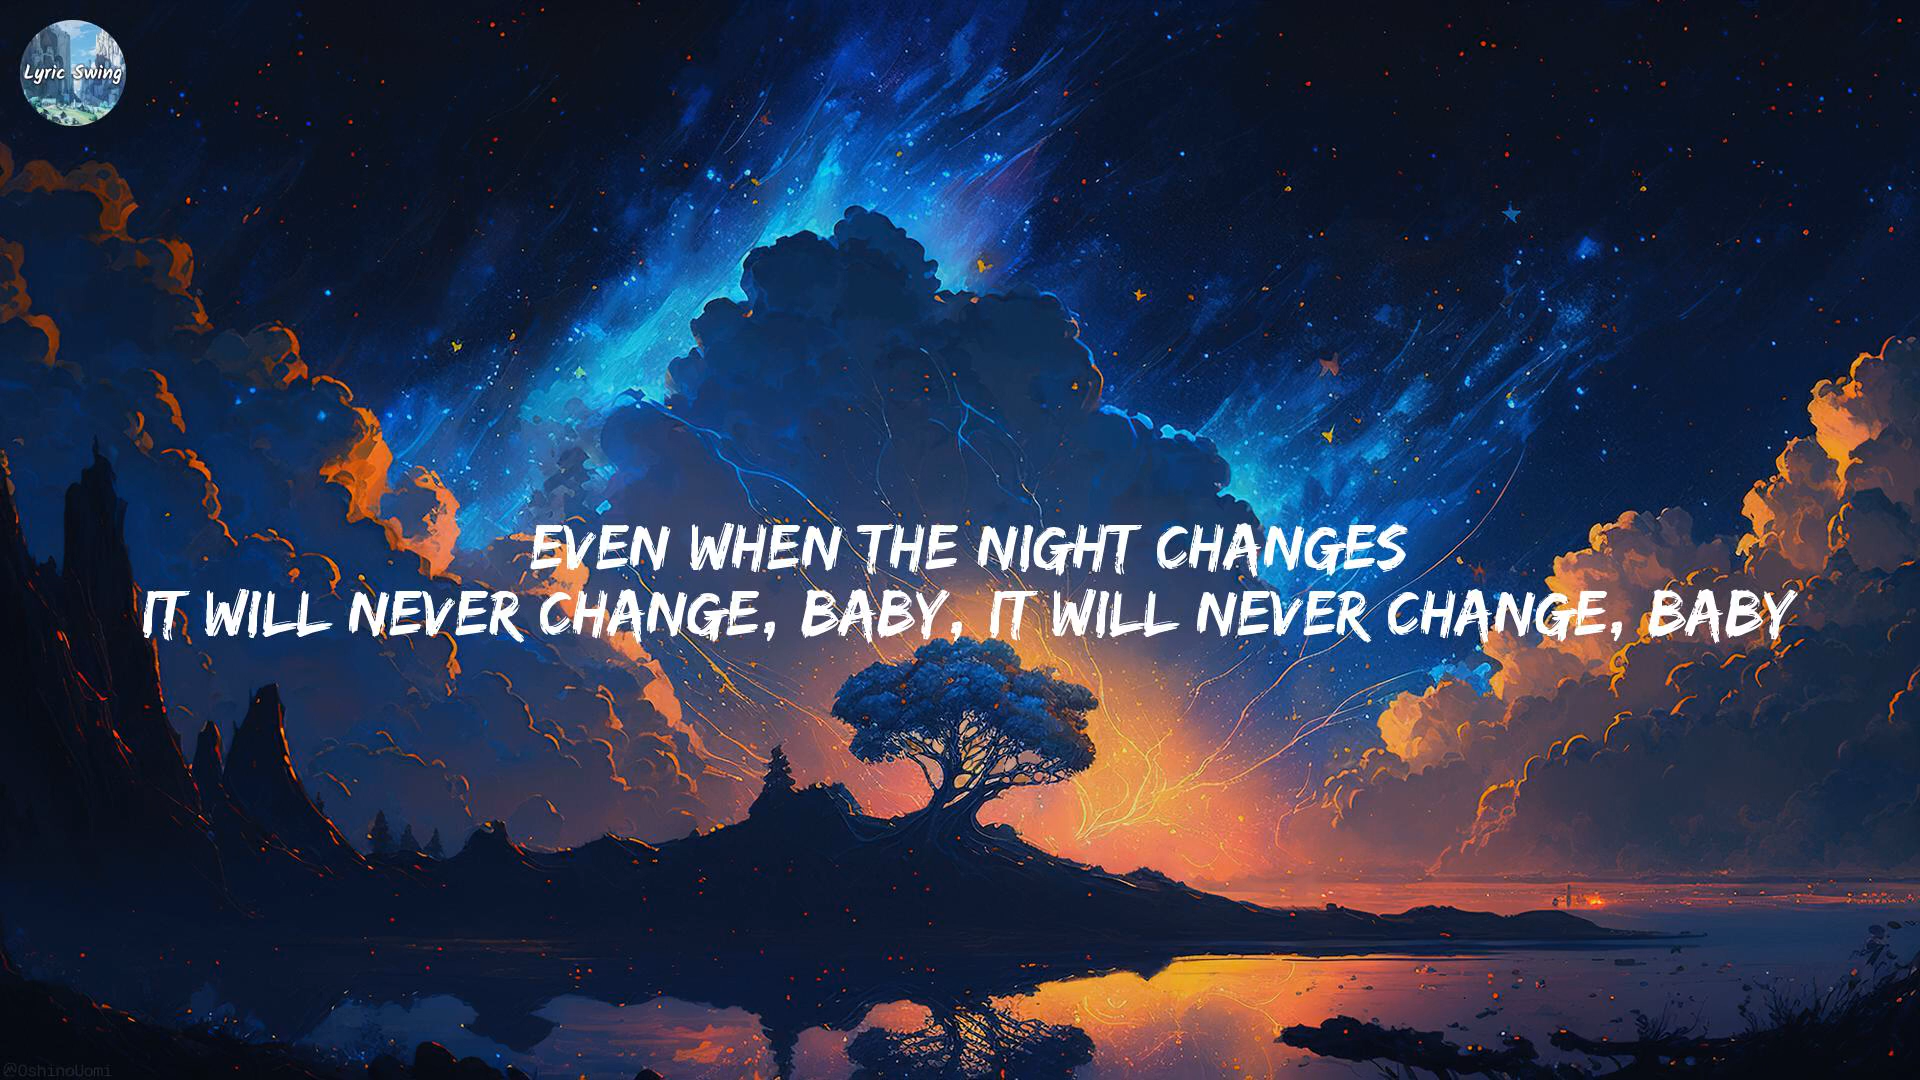 Lyric Swing
EVEN WHEN THE NIGHT CHANGES
IT WILL NEVER CHANGE, BABY, IT WILL NEVER CHANGE, BABY
@OshinoUomi